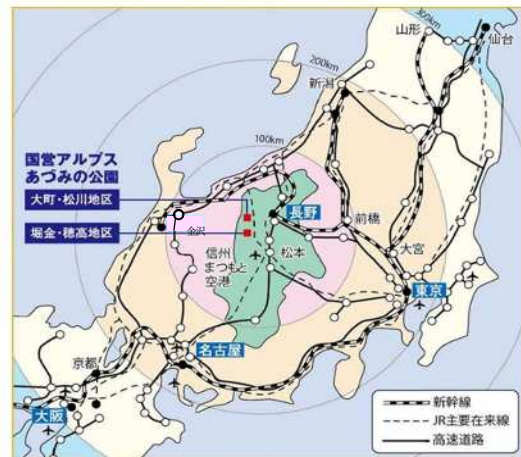 300km
山形
仙台
200km
新潟
100km
国営アルプス
あづみの公園
大町・松川地区
堀金・穂高地区
金沢
長野
前橋
信州
まつもと
空港
松本
大宮
東京
名古屋
京都
大阪
新幹線
JR主要在来線
高速道路